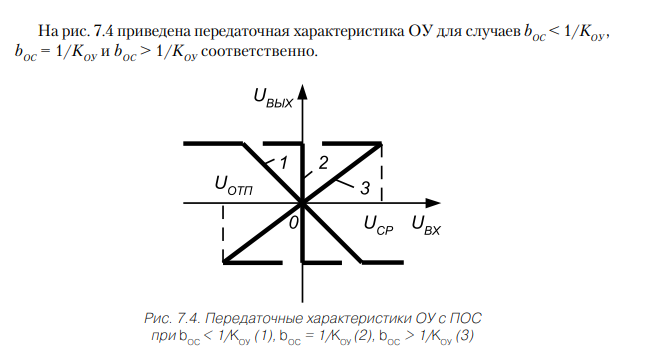 На рис. 7.4 приведена передаточная характеристика ОУ для случаев b_ОС < 1/K_ОУ,
b_ОС = 1/K_ОУ и b_ОС > 1/K_ОУ соответственно.
U_ВЫХ
1 2
U_ОТП 3
0 U_СР U_ВХ
Рис. 7.4. Передаточные характеристики ОУ с ПОС
при b_ОС < 1/K_ОУ (1), b_ОС = 1/K_ОУ (2), b_ОС > 1/K_ОУ (3)